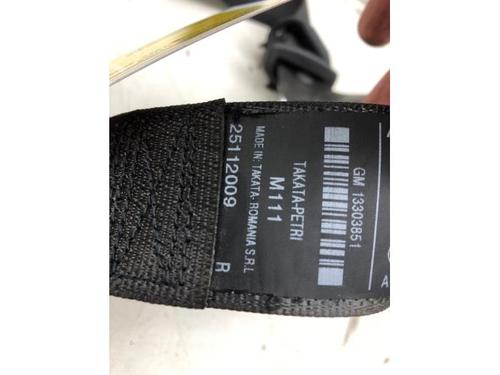 GM 13303851
TAKATA-PETRI
M111
MADE IN: TAKATA- ROMANIA S.R.L
25112009 R
A